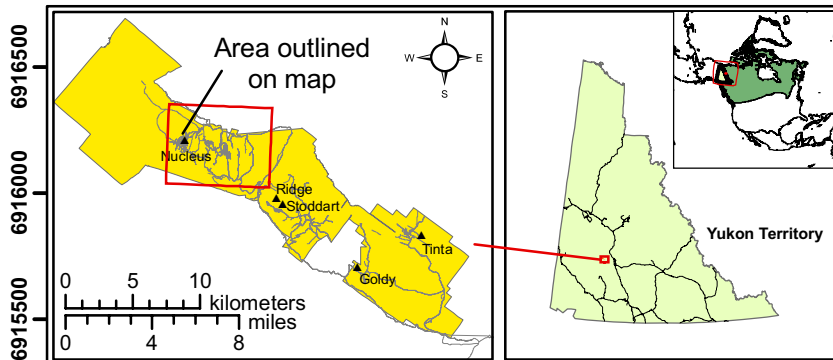 6916500
6916000
6915500
Area outlined
on map
N
W
E
S
Nucleus
Ridge
Stoddart
Tinta
Goldy
0 5 10
kilometers
miles
0 4 8
Yukon Territory